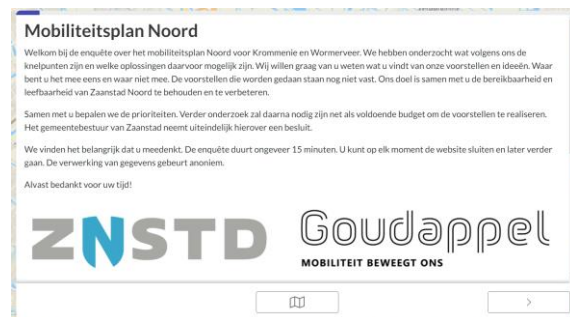 Mobiliteitsplan Noord
Welkom bij de enquête over het mobiliteitsplan Noord voor Krommenie en Wormerveer. We hebben onderzocht wat volgens ons de
knelpunten zijn en welke oplossingen daarvoor mogelijk zijn. Wij willen graag van u weten wat u vindt van onze voorstellen en ideeën. Waar
bent u het mee eens en waar niet mee. De voorstellen die worden gedaan staan nog niet vast. Ons doel is samen met u de bereikbaarheid en
leefbaarheid van Zaanstad Noord te behouden en te verbeteren.
Samen met u bepalen we de prioriteiten. Verder onderzoek zal daarna nodig zijn net als voldoende budget om de voorstellen te realiseren.
Het gemeentebestuur van Zaanstad neemt uiteindelijk hierover een besluit.
We vinden het belangrijk dat u meedenkt. De enquête duurt ongeveer 15 minuten. U kunt op elk moment de website sluiten en later verder
gaan. De verwerking van gegevens gebeurt anoniem.
Alvast bedankt voor uw tijd!
ZNSTD
Goudappel
MOBILITEIT BEWEEGT ONS